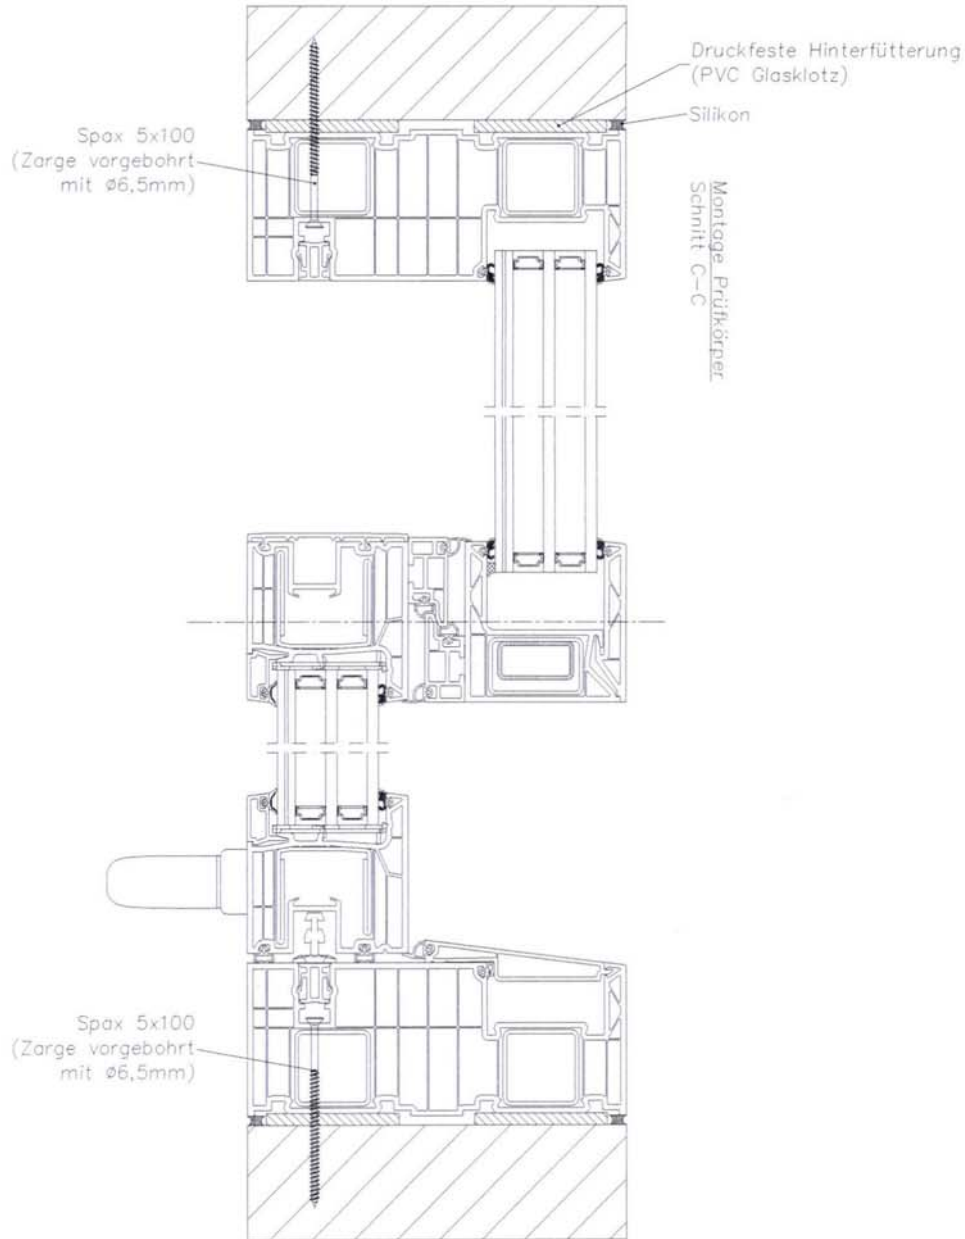 Druckfeste Hinterfütterung
(PVC Glasklotz)
Silikon
Spax 5x100
(Zarge vorgebohrt
mit ø6,5mm)
Montage Prüfkörper
Schnitt C-C
Spax 5x100
(Zarge vorgebohrt
mit ø6,5mm)